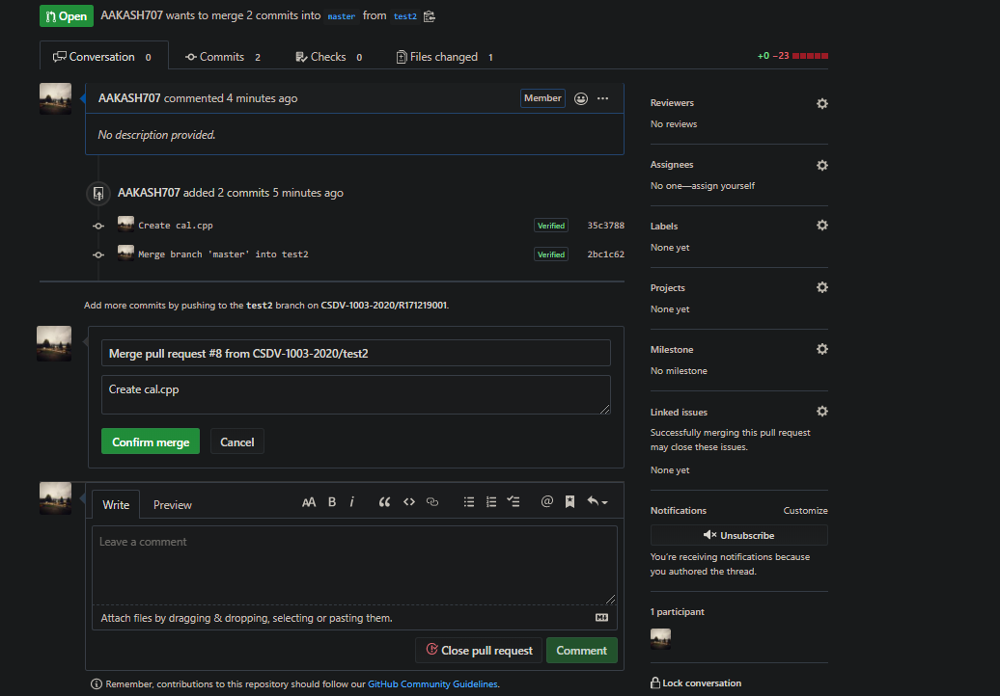 Open AAKASH707 wants to merge 2 commits into master from test2
Conversation 0 Commits 2 Checks 0 Files changed 1 +0 −23
AAKASH707 commented 4 minutes ago Member
No description provided.
AAKASH707 added 2 commits 5 minutes ago
Create cal.cpp Verified 35c3788
Merge branch 'master' into test2 Verified 2bc1c62
Add more commits by pushing to the test2 branch on CSDV-1003-2020/R171219001.
Merge pull request #8 from CSDV-1003-2020/test2
Create cal.cpp
Confirm merge Cancel
Write Preview
Leave a comment
Attach files by dragging & dropping, selecting or pasting them.
Close pull request Comment
Remember, contributions to this repository should follow our GitHub Community Guidelines.
Reviewers
No reviews
Assignees
No one—assign yourself
Labels
None yet
Projects
None yet
Milestone
No milestone
Linked issues
Successfully merging this pull request
may close these issues.
None yet
Notifications Customize
Unsubscribe
You're receiving notifications because
you authored the thread.
1 participant
Lock conversation